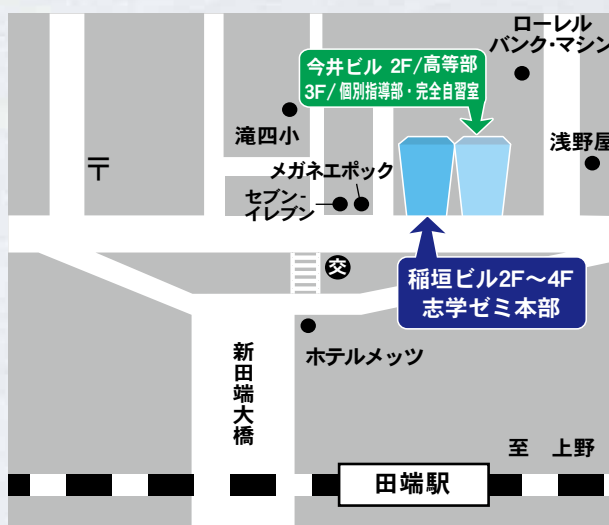 ローレル
バンク・マシン
今井ビル 2F/高等部
3F/個別指導部・完全自習室
滝四小
浅野屋
〒
メガネエポック
セブン-
イレブン
交
稲垣ビル2F〜4F
志学ゼミ本部
ホテルメッツ
新田端大橋
至 上野
田端駅